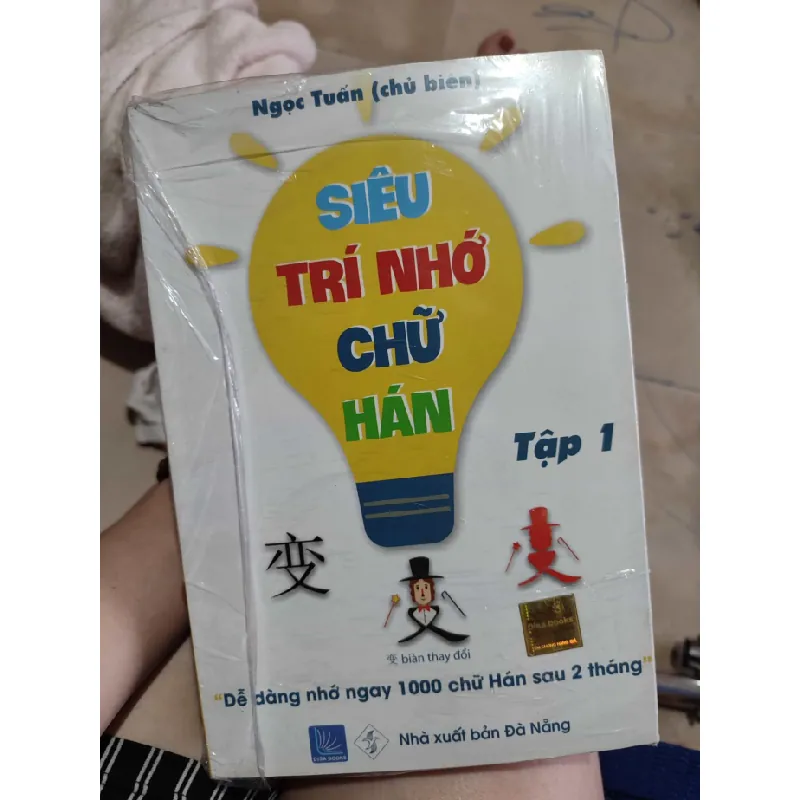 Ngọc Tuấn (chủ biên)
SIÊU
TRÍ NHỚ
CHỮ
HÁN
Tập 1
变
变 biàn thay đổi
"Dễ dàng nhớ ngay 1000 chữ Hán sau 2 tháng"
Nhà xuất bản Đà Nẵng